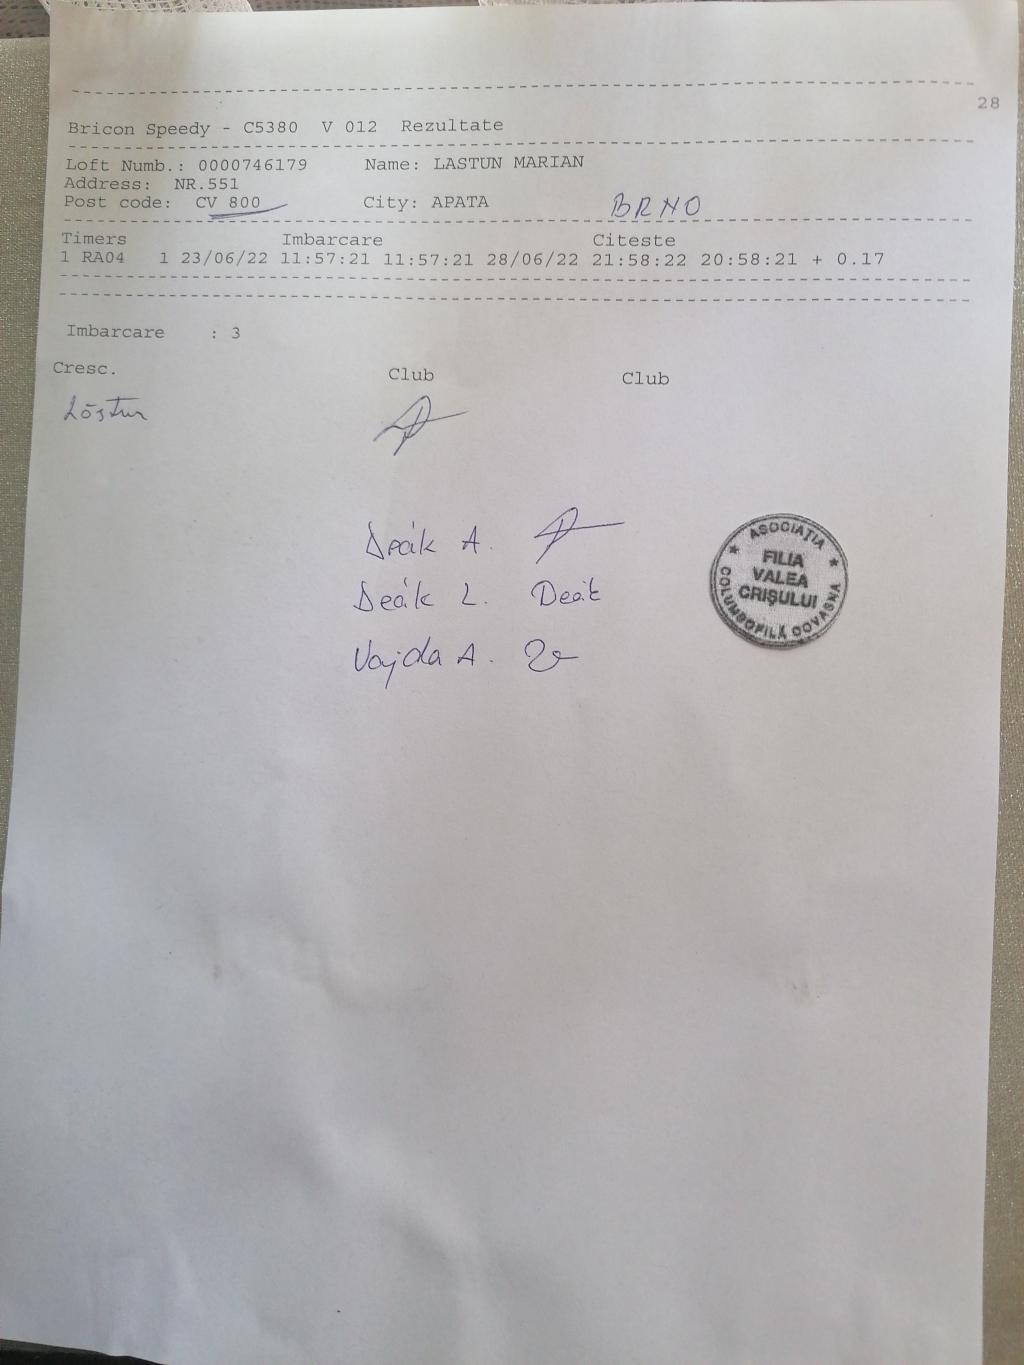 28
Bricon Speedy - C5380 V 012 Rezultate
Loft Numb.: 0000746179 Name: LASTUN MARIAN
Address: NR.551
Post code: CV 800 City: APATA BRNO
Timers Imbarcare Citeste
1 RA04 1 23/06/22 11:57:21 11:57:21 28/06/22 21:58:22 20:58:21 + 0.17
Imbarcare : 3
Cresc. Club Club
Deák A.
Deák L. Deák
Vajda A.
ASOCIAŢIA
FILIA
VALEA
CRIŞULUI
COLUMBOFILĂ COVASNA